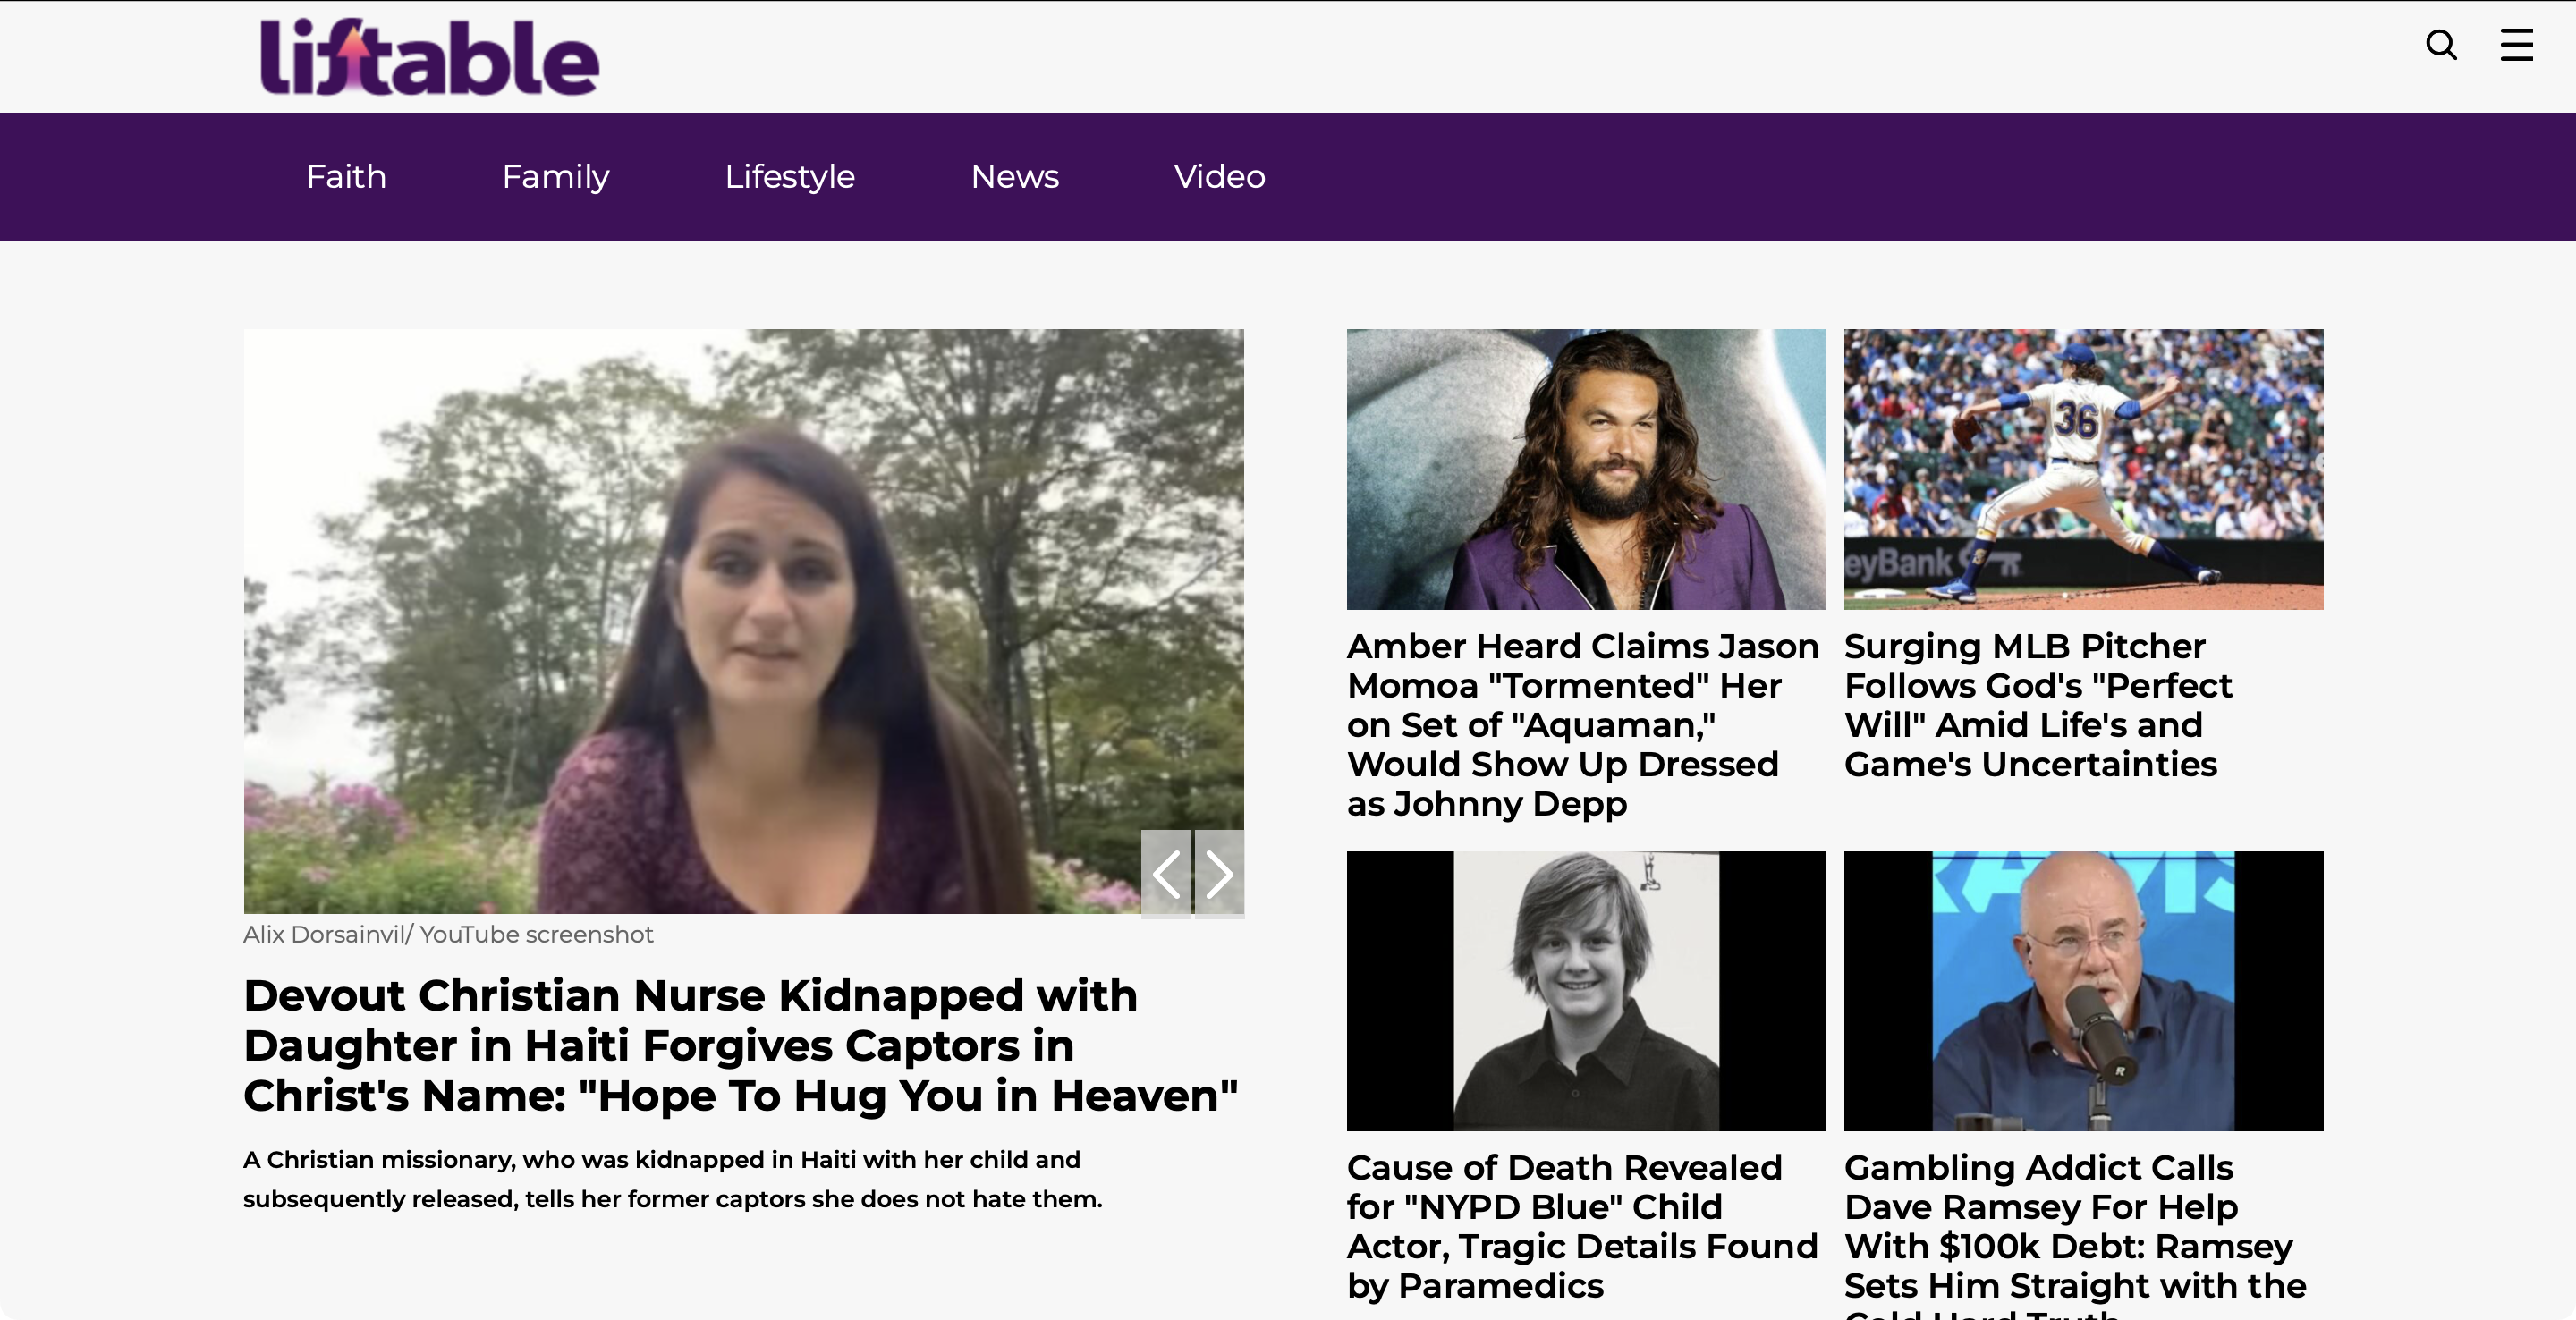 liftable
Faith
Family
Lifestyle
News
Video
Alix Dorsainvil/ YouTube screenshot
Devout Christian Nurse Kidnapped with
Daughter in Haiti Forgives Captors in
Christ's Name: "Hope To Hug You in Heaven"
A Christian missionary, who was kidnapped in Haiti with her child and
subsequently released, tells her former captors she does not hate them.
Amber Heard Claims Jason
Momoa "Tormented" Her
on Set of "Aquaman,"
Would Show Up Dressed
as Johnny Depp
36
eyBank
Surging MLB Pitcher
Follows God's "Perfect
Will" Amid Life's and
Game's Uncertainties
Cause of Death Revealed
for "NYPD Blue" Child
Actor, Tragic Details Found
by Paramedics
R
Gambling Addict Calls
Dave Ramsey For Help
With $100k Debt: Ramsey
Sets Him Straight with the
Cold Hard Truth